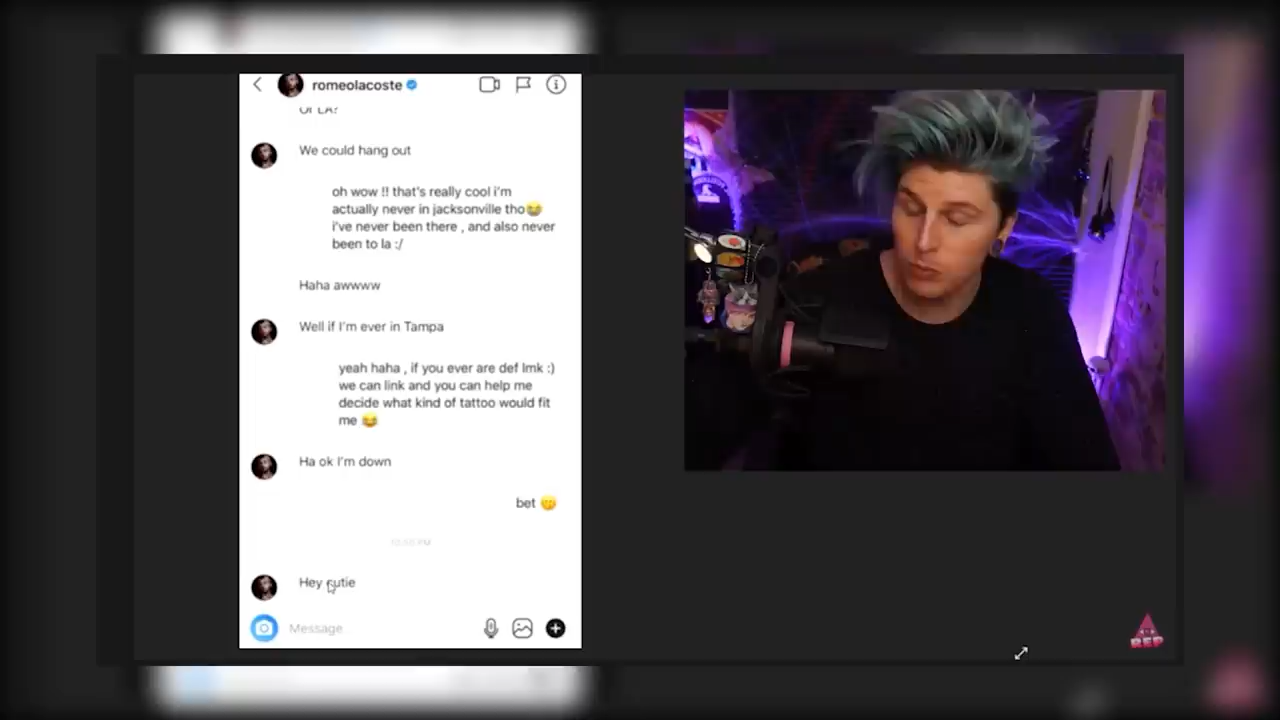 romeolacoste
Or LA?
We could hang out
oh wow !! that's really cool i'm
actually never in jacksonville tho😂
i've never been there , and also never
been to la :/
Haha awwww
Well if I'm ever in Tampa
yeah haha , if you ever are def lmk :)
we can link and you can help me
decide what kind of tattoo would fit
me 😂
Ha ok I'm down
bet 🤭
Hey cutie
Message
REP